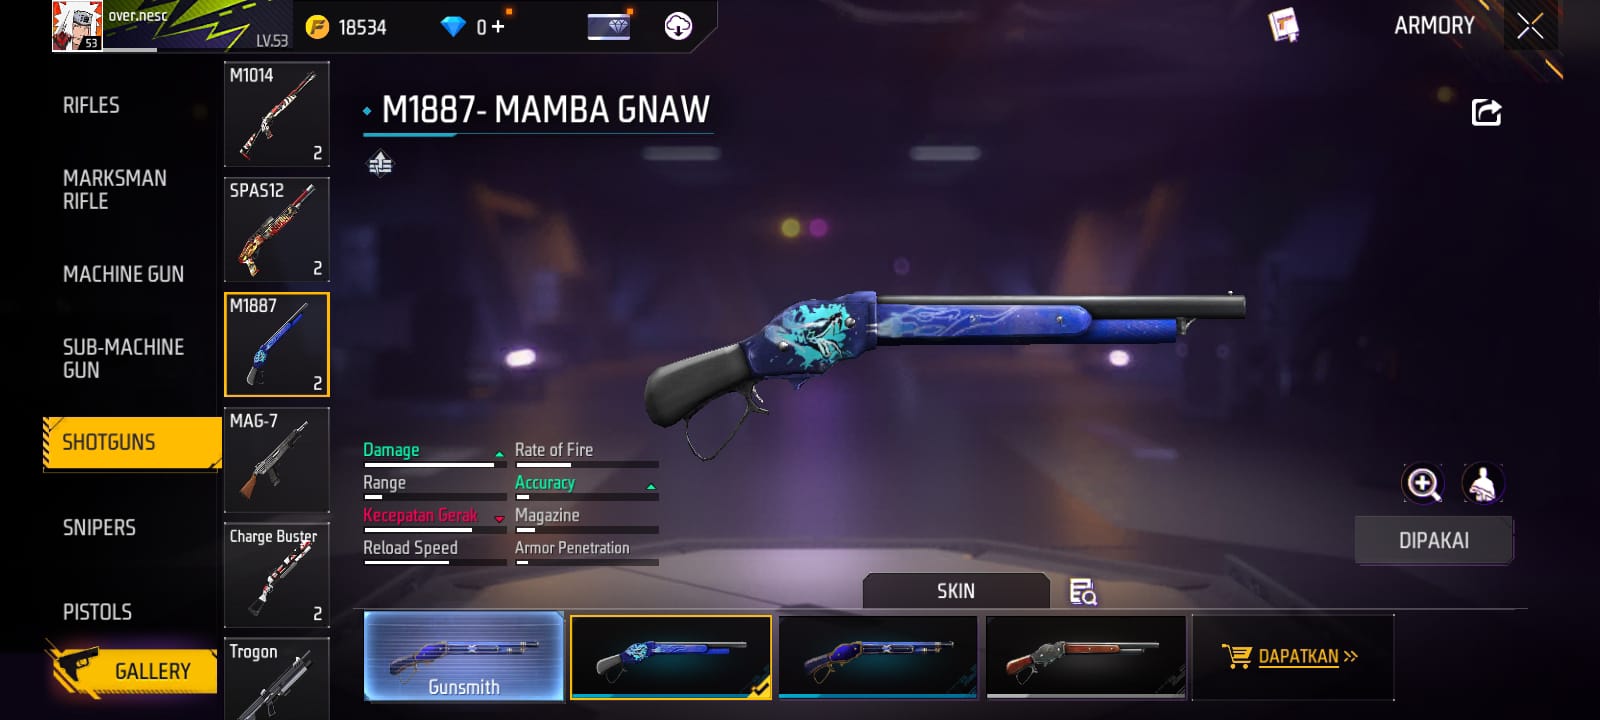 over.nesc
53
LV.53
18534
0 +
ARMORY
RIFLES
MARKSMAN
RIFLE
MACHINE GUN
SUB-MACHINE
GUN
SHOTGUNS
SNIPERS
PISTOLS
GALLERY
M1014
2
SPAS12
2
M1887
2
MAG-7
Charge Buster
2
Trogon
M1887- MAMBA GNAW
Damage
Rate of Fire
Range
Accuracy
Kecepatan Gerak
Magazine
Reload Speed
Armor Penetration
DIPAKAI
SKIN
Gunsmith
DAPATKAN >>